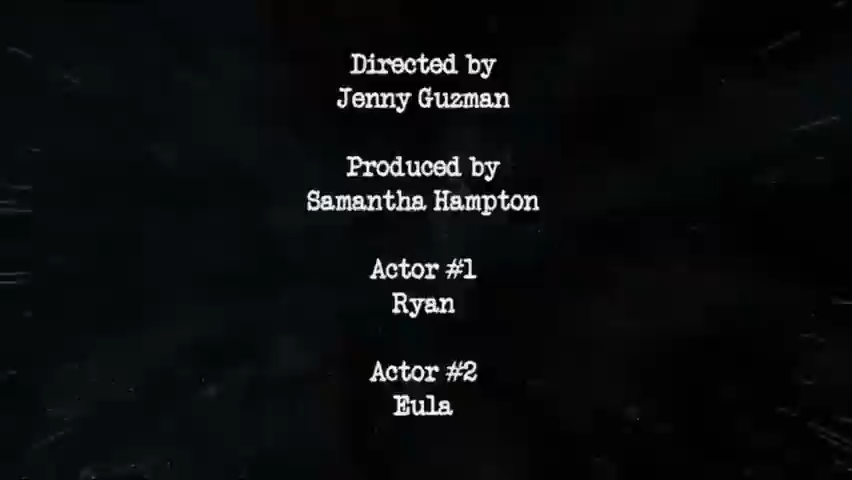 Directed by
Jenny Guzman
Produced by
Samantha Hampton
Actor #1
Ryan
Actor #2
Eula